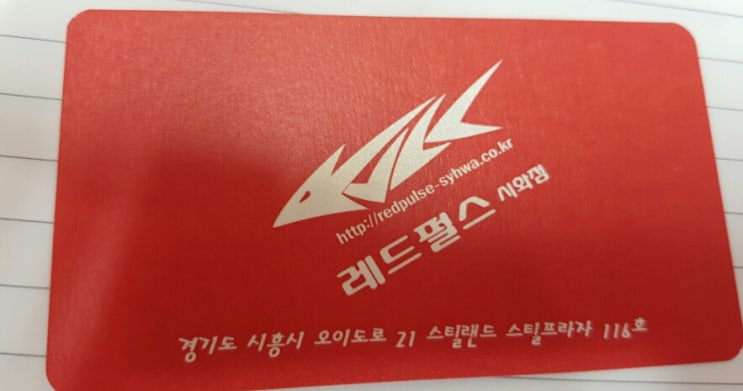 http://redpulse-syhwa.co.kr
레드펄스 시화점
경기도 시흥시 오이도로 21 스틸랜드 스틸프라자 116호